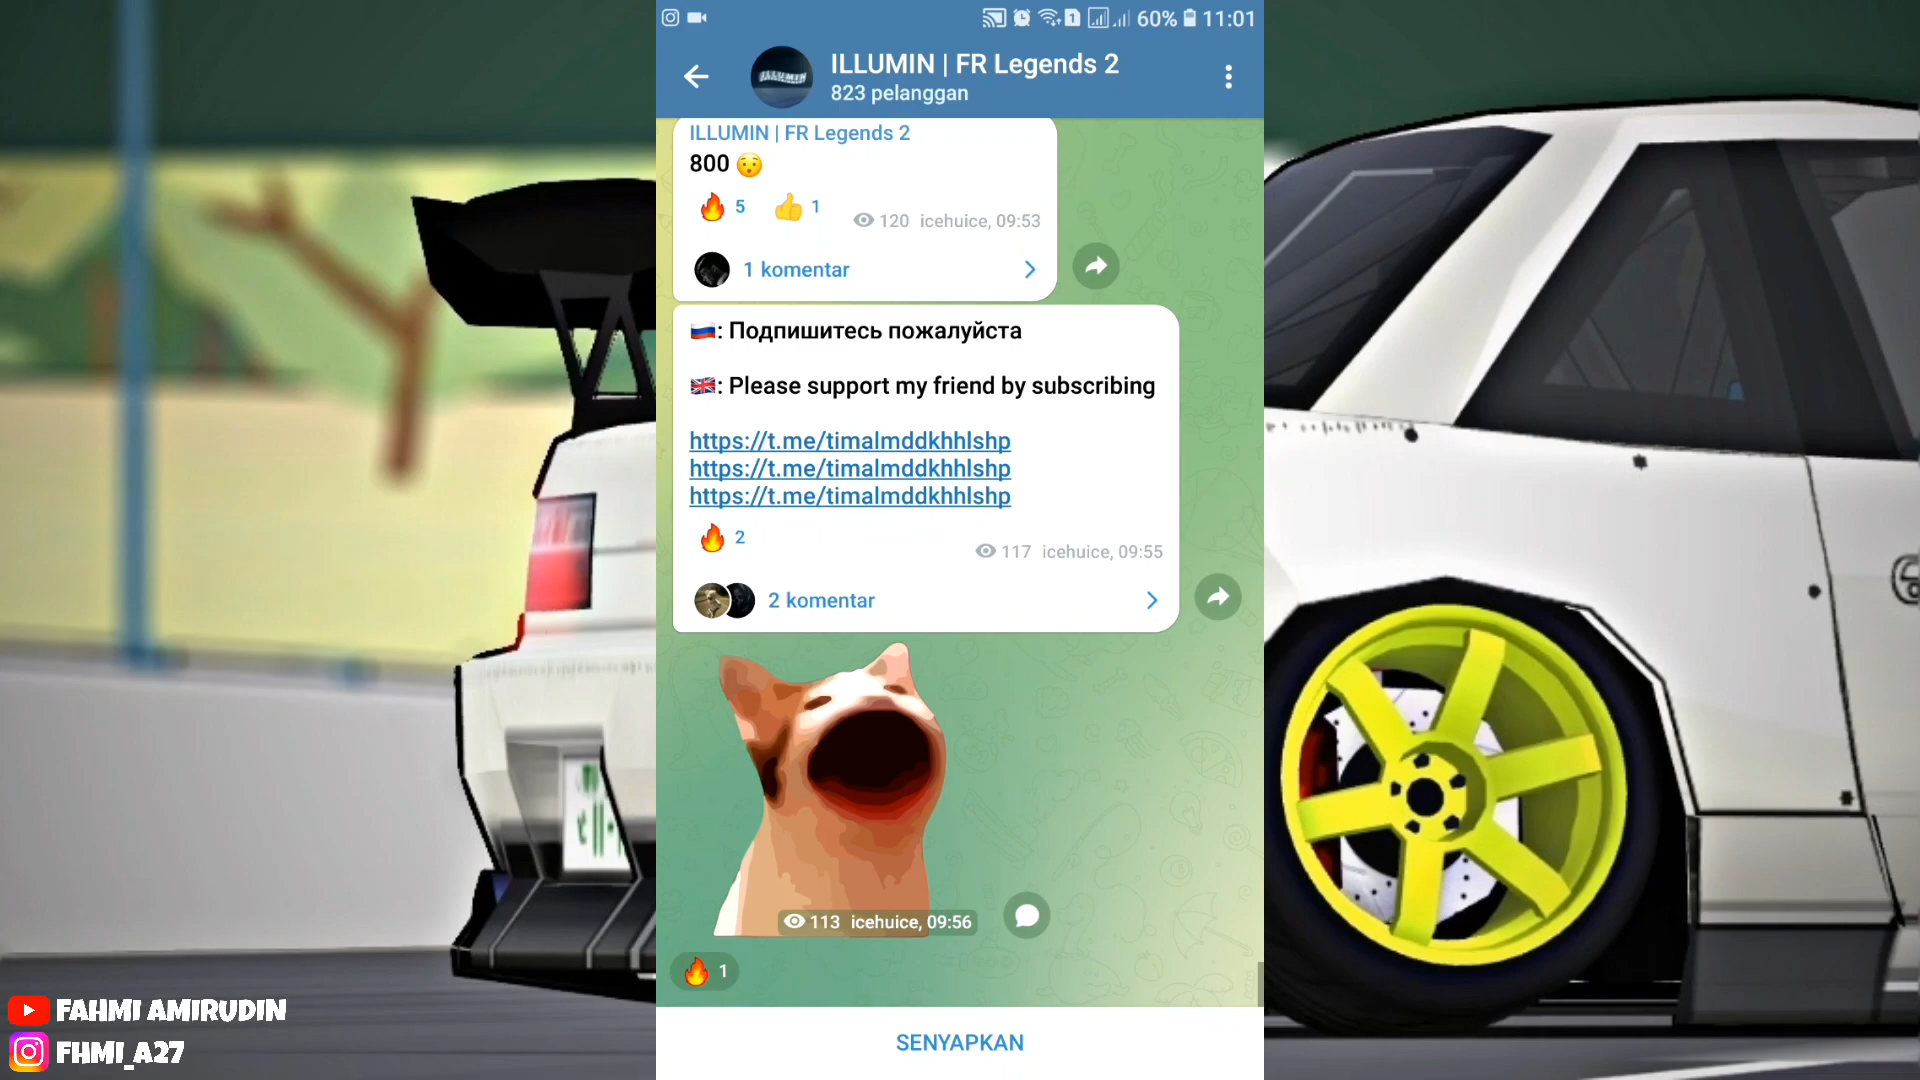 60% 11:01
ILLUMIN | FR Legends 2
823 pelanggan
ILLUMIN | FR Legends 2
800 😯
🔥 5 👍 1
120 icehuice, 09:53
1 komentar
🇷🇺: Подпишитесь пожалуйста
🇬🇧: Please support my friend by subscribing
https://t.me/timalmddkhhlshp
https://t.me/timalmddkhhlshp
https://t.me/timalmddkhhlshp
🔥 2
117 icehuice, 09:55
2 komentar
113 icehuice, 09:56
🔥 1
SENYAPKAN
FAHMI AMIRUDIN
FHMI_A27